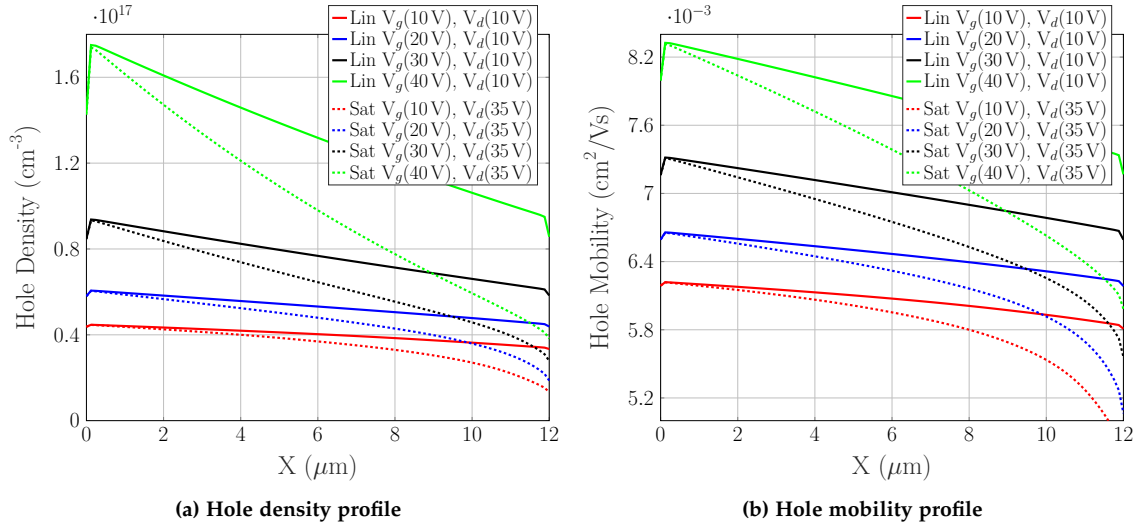 ·10^17
Lin V_g(10 V), V_d(10 V)
Lin V_g(20 V), V_d(10 V)
Lin V_g(30 V), V_d(10 V)
Lin V_g(40 V), V_d(10 V)
Sat V_g(10 V), V_d(35 V)
Sat V_g(20 V), V_d(35 V)
Sat V_g(30 V), V_d(35 V)
Sat V_g(40 V), V_d(35 V)
1.6
1.2
0.8
0.4
0
Hole Density (cm^-3)
0 2 4 6 8 10 12
X (μm)
(a) Hole density profile
·10^−3
Lin V_g(10 V), V_d(10 V)
Lin V_g(20 V), V_d(10 V)
Lin V_g(30 V), V_d(10 V)
Lin V_g(40 V), V_d(10 V)
Sat V_g(10 V), V_d(35 V)
Sat V_g(20 V), V_d(35 V)
Sat V_g(30 V), V_d(35 V)
Sat V_g(40 V), V_d(35 V)
8.2
7.6
7
6.4
5.8
5.2
Hole Mobility (cm^2/Vs)
0 2 4 6 8 10 12
X (μm)
(b) Hole mobility profile